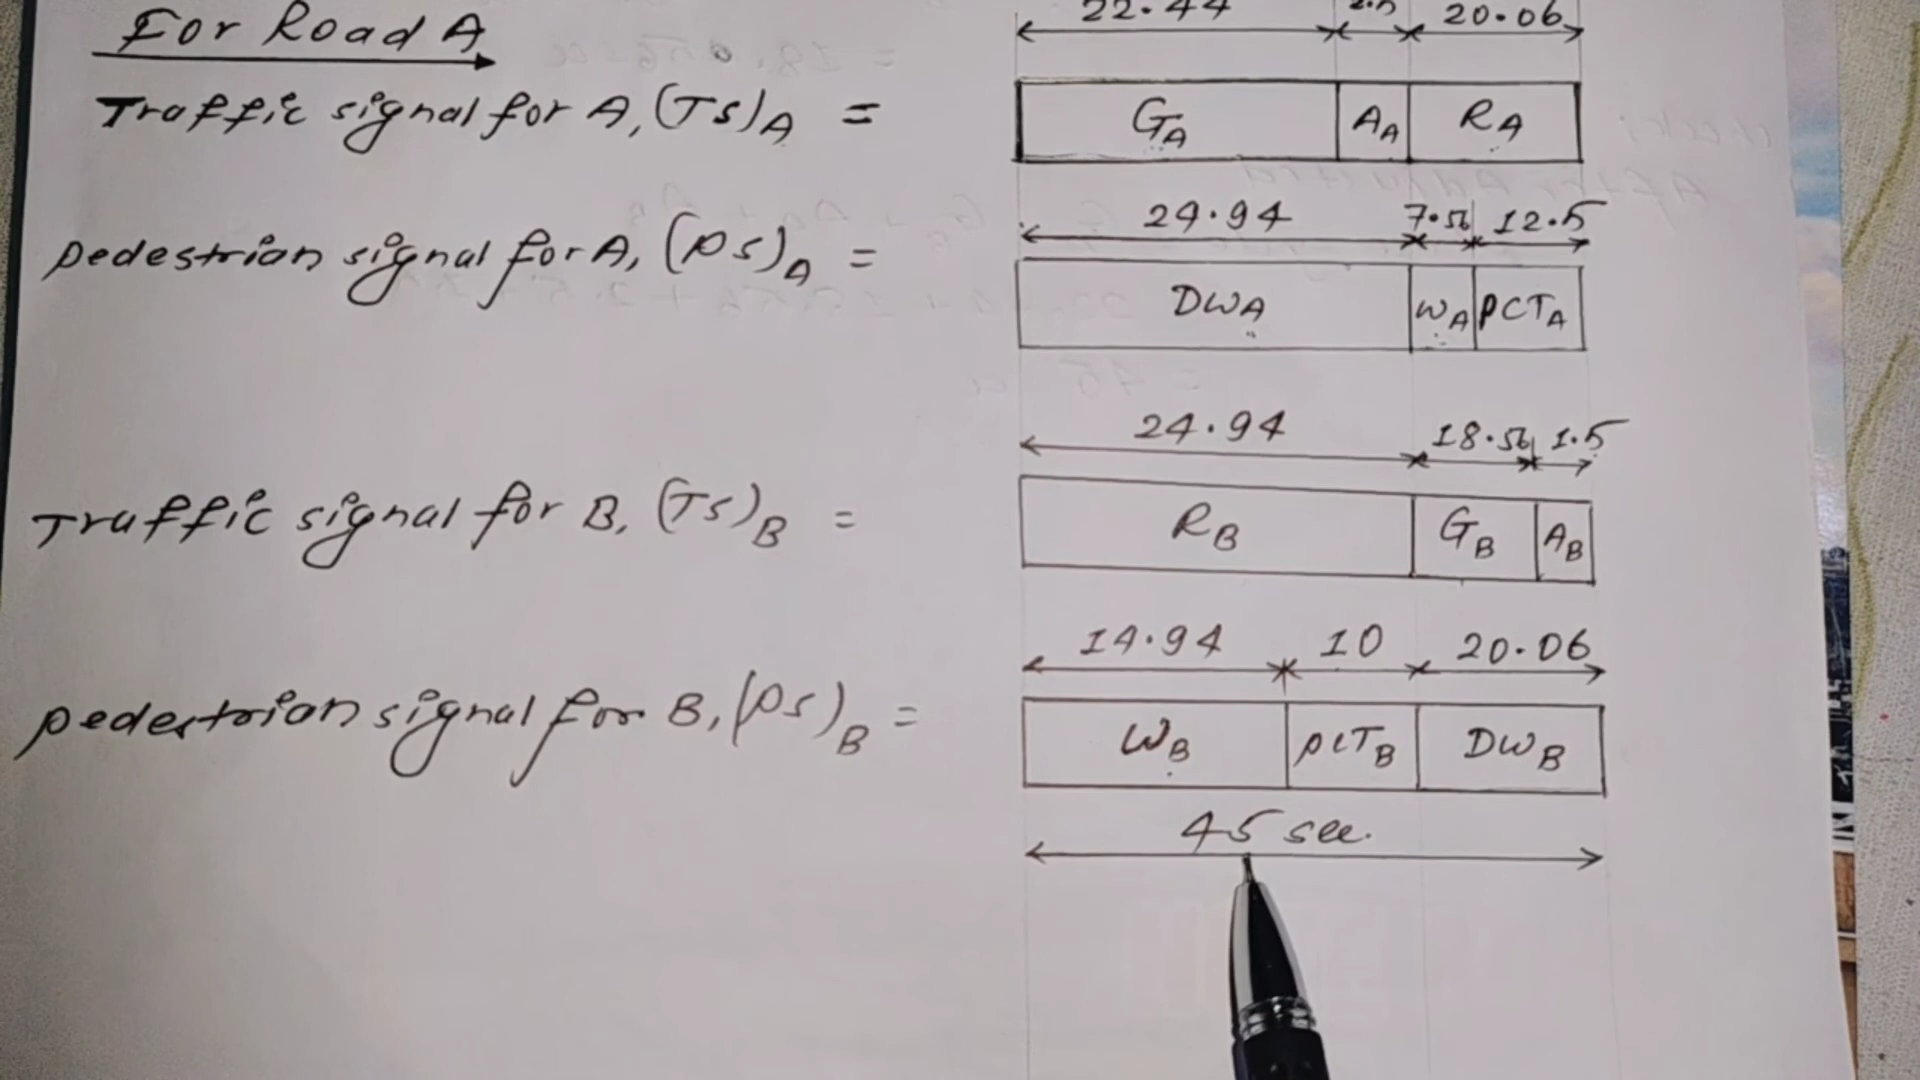 For Road A
22.44 2.5 20.06
Traffic signal for A, (Ts)A =
GA AA RA
24.94 7.56 12.5
pedestrian signal for A, (ps)A =
DWA WA PCTA
24.94 18.56 1.5
Traffic signal for B, (Ts)B =
RB GB AB
14.94 10 20.06
pedestrian signal for B, (ps)B =
WB PCTB DWB
45 sec.